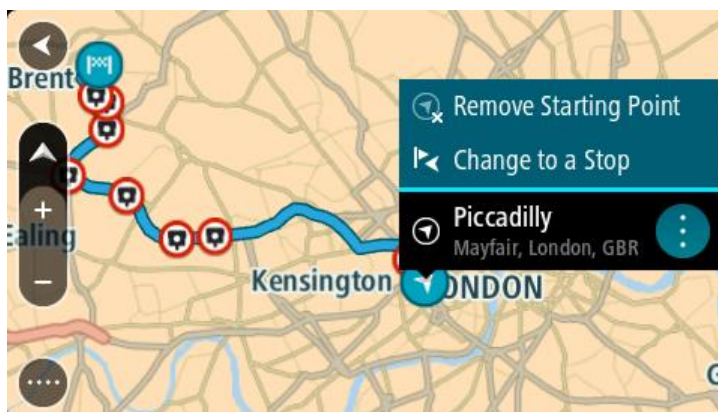 Brent
Remove Starting Point
Change to a Stop
Piccadilly
Mayfair, London, GBR
Ealing
Kensington
ONDON
G